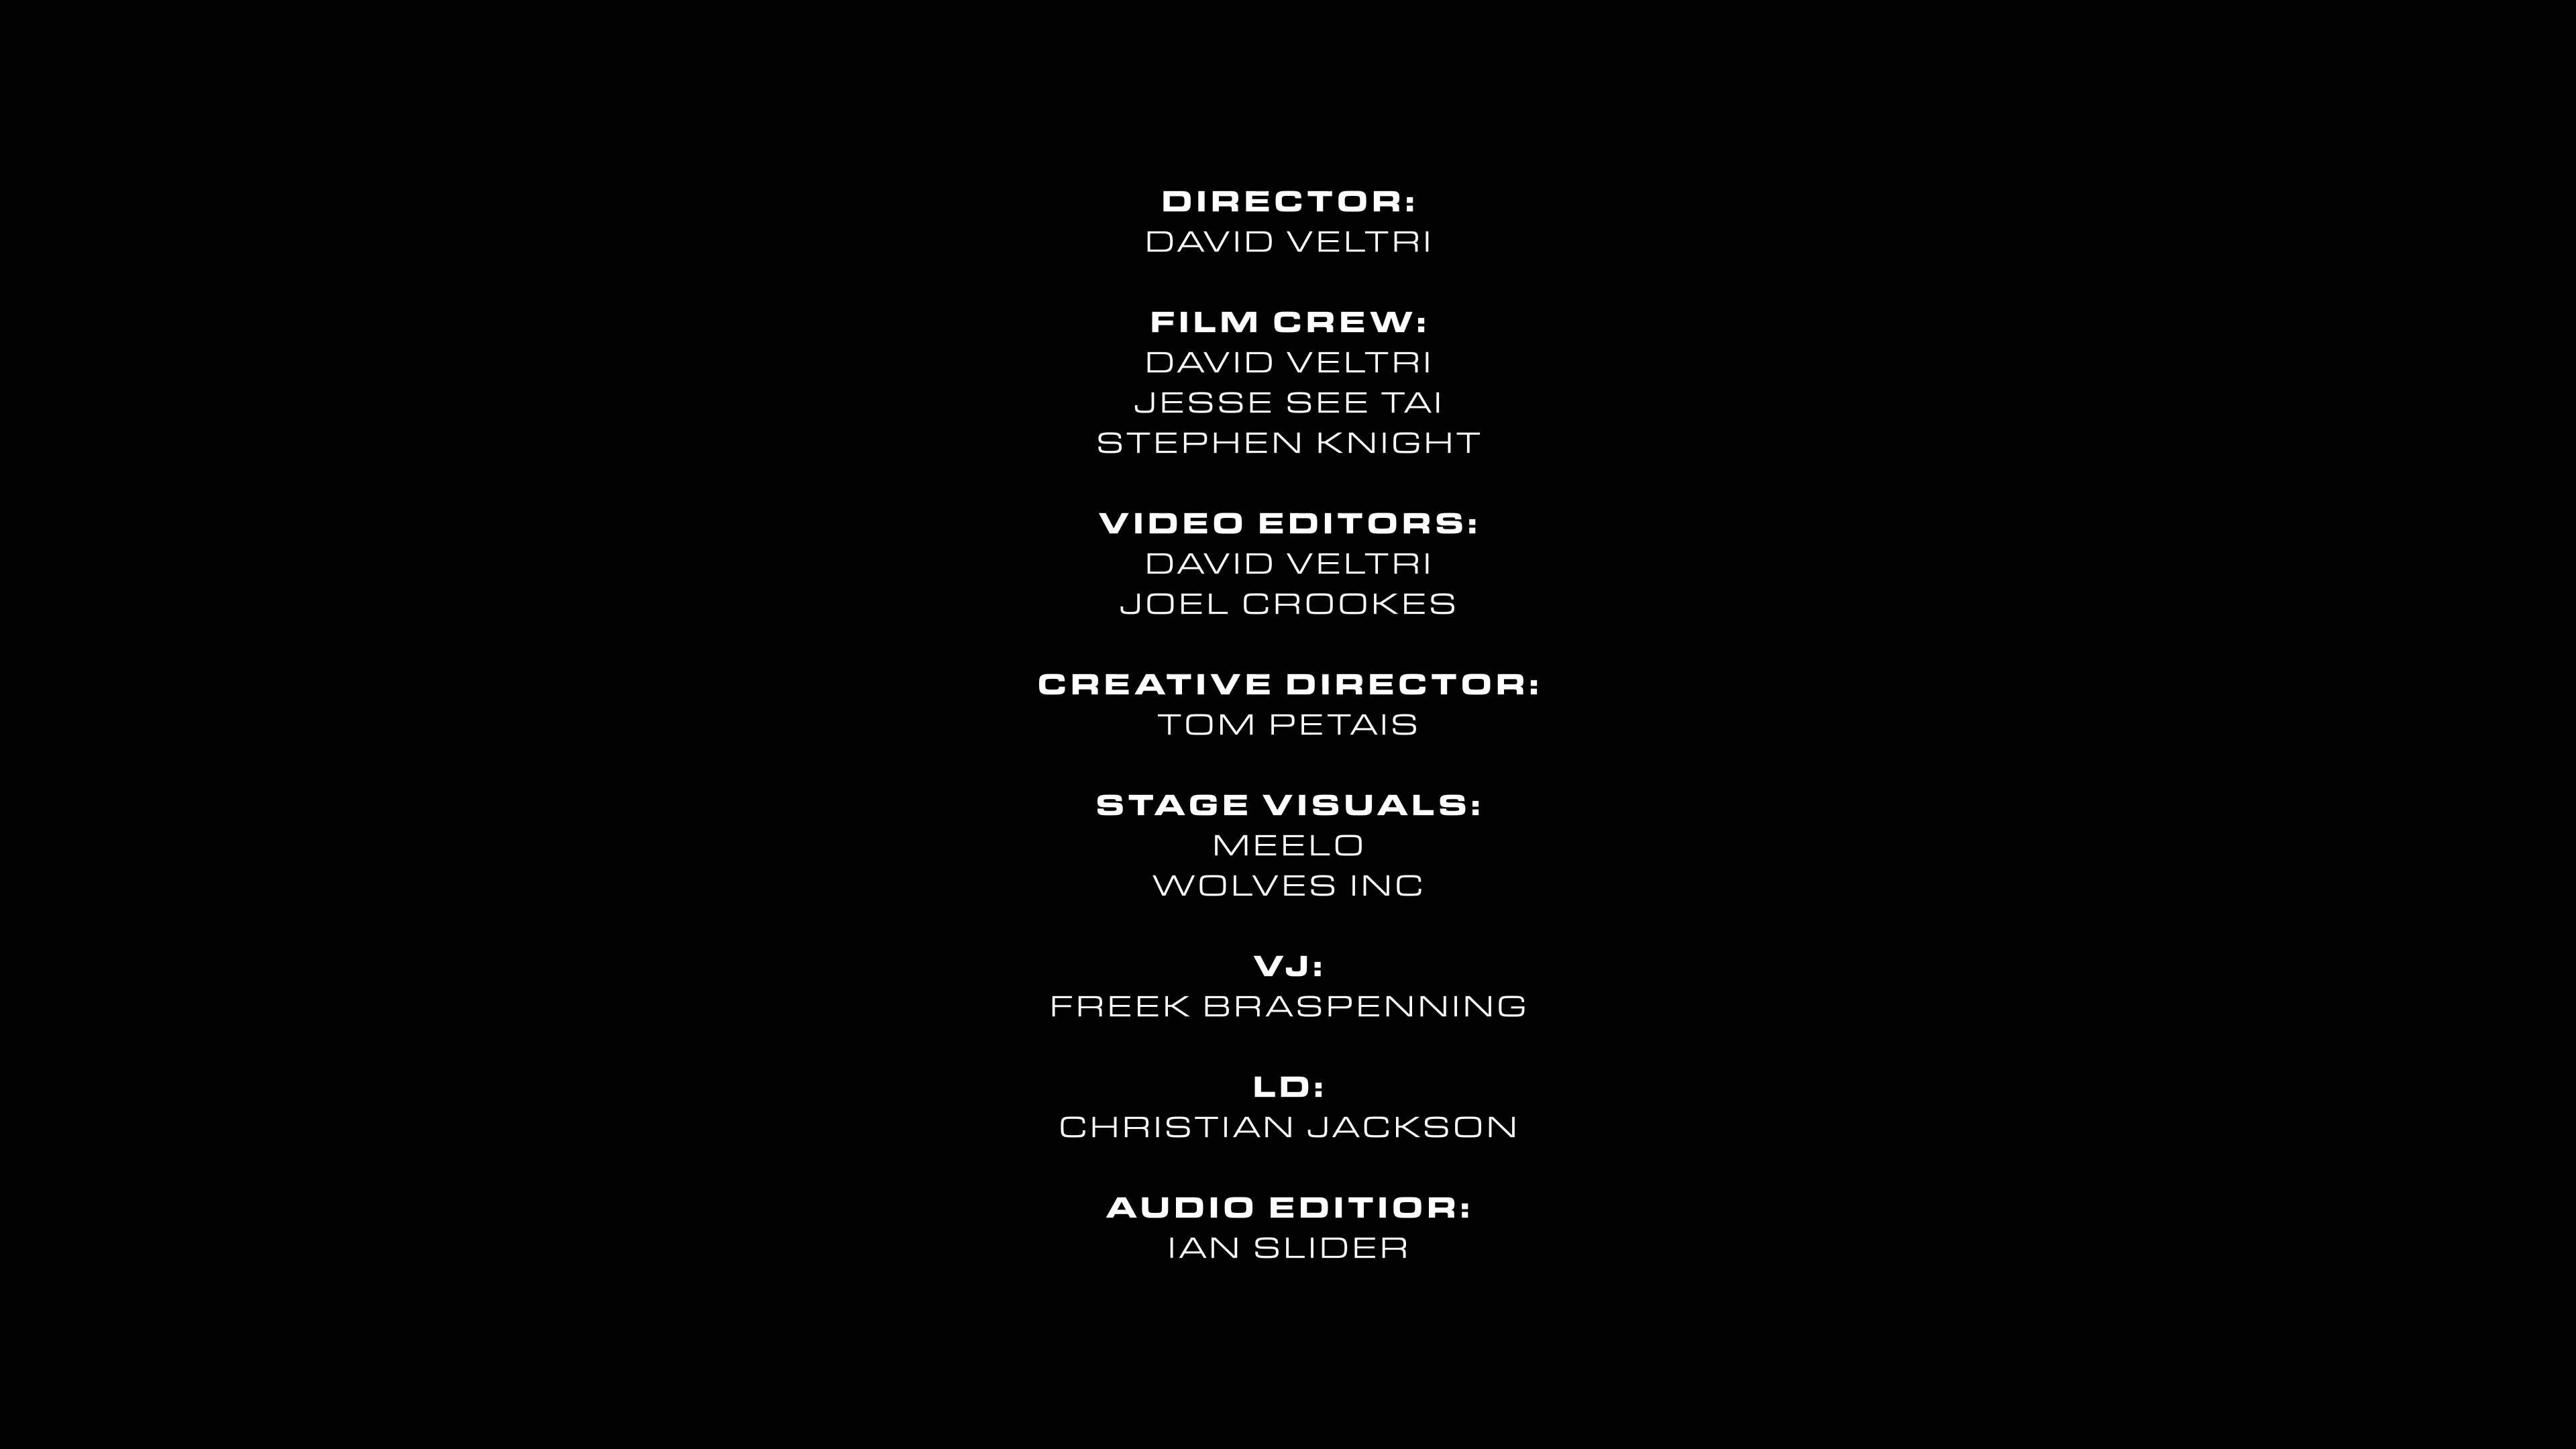 DIRECTOR:
DAVID VELTRI
FILM CREW:
DAVID VELTRI
JESSE SEE TAI
STEPHEN KNIGHT
VIDEO EDITORS:
DAVID VELTRI
JOEL CROOKES
CREATIVE DIRECTOR:
TOM PETAIS
STAGE VISUALS:
MEELO
WOLVES INC
VJ:
FREEK BRASPENNING
LD:
CHRISTIAN JACKSON
AUDIO EDITIOR:
IAN SLIDER